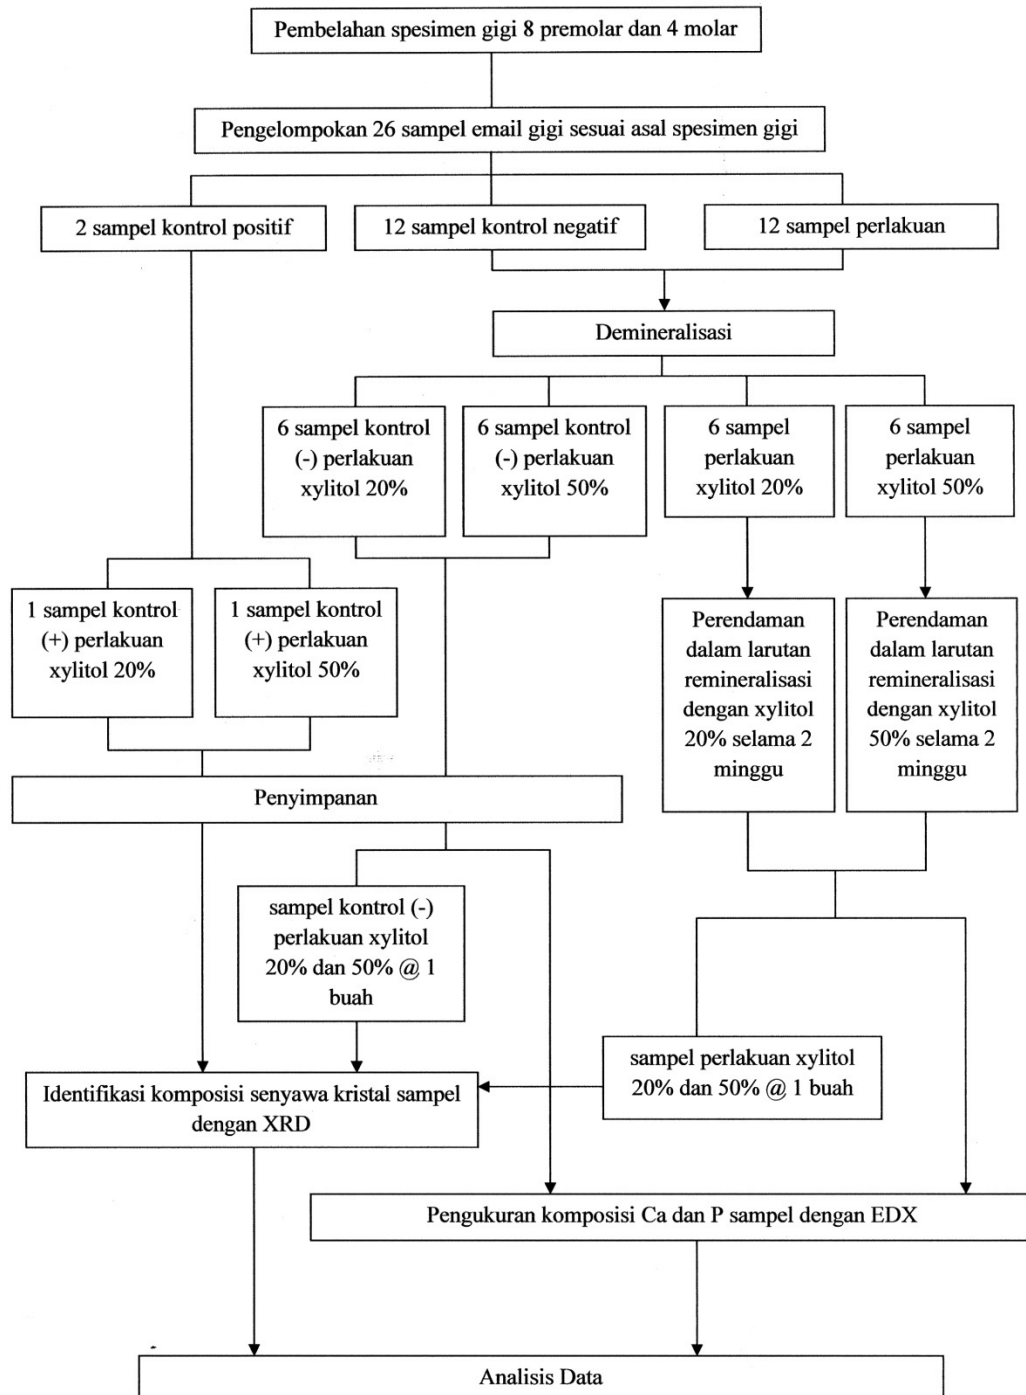 Pembelahan spesimen gigi 8 premolar dan 4 molar
Pengelompokan 26 sampel email gigi sesuai asal spesimen gigi
2 sampel kontrol positif
12 sampel kontrol negatif
12 sampel perlakuan
Demineralisasi
6 sampel kontrol
(-) perlakuan
xylitol 20%
6 sampel kontrol
(-) perlakuan
xylitol 50%
6 sampel
perlakuan
xylitol 20%
6 sampel
perlakuan
xylitol 50%
1 sampel kontrol
(+) perlakuan
xylitol 20%
1 sampel kontrol
(+) perlakuan
xylitol 50%
Perendaman
dalam larutan
remineralisasi
dengan xylitol
20% selama 2
minggu
Perendaman
dalam larutan
remineralisasi
dengan xylitol
50% selama 2
minggu
Penyimpanan
sampel kontrol (-)
perlakuan xylitol
20% dan 50% @ 1
buah
sampel perlakuan xylitol
20% dan 50% @ 1 buah
Identifikasi komposisi senyawa kristal sampel
dengan XRD
Pengukuran komposisi Ca dan P sampel dengan EDX
Analisis Data